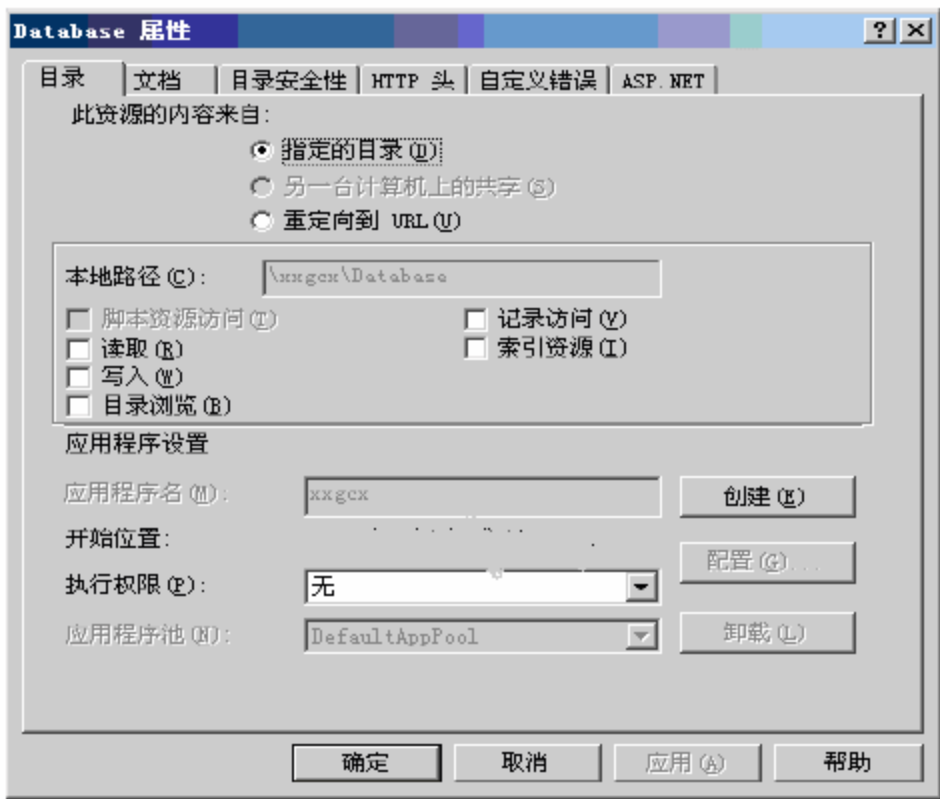 Database 属性
目录 文档 目录安全性 HTTP 头 自定义错误 ASP.NET
此资源的内容来自:
指定的目录(D)
另一台计算机上的共享(S)
重定向到 URL(U)
本地路径(C): \xxgcx\Database
脚本资源访问(T) 记录访问(V)
读取(R) 索引资源(I)
写入(W)
目录浏览(B)
应用程序设置
应用程序名(M): xxgcx 创建(E)
开始位置:
配置(G)...
执行权限(P): 无
应用程序池(N): DefaultAppPool 卸载(L)
确定 取消 应用(A) 帮助